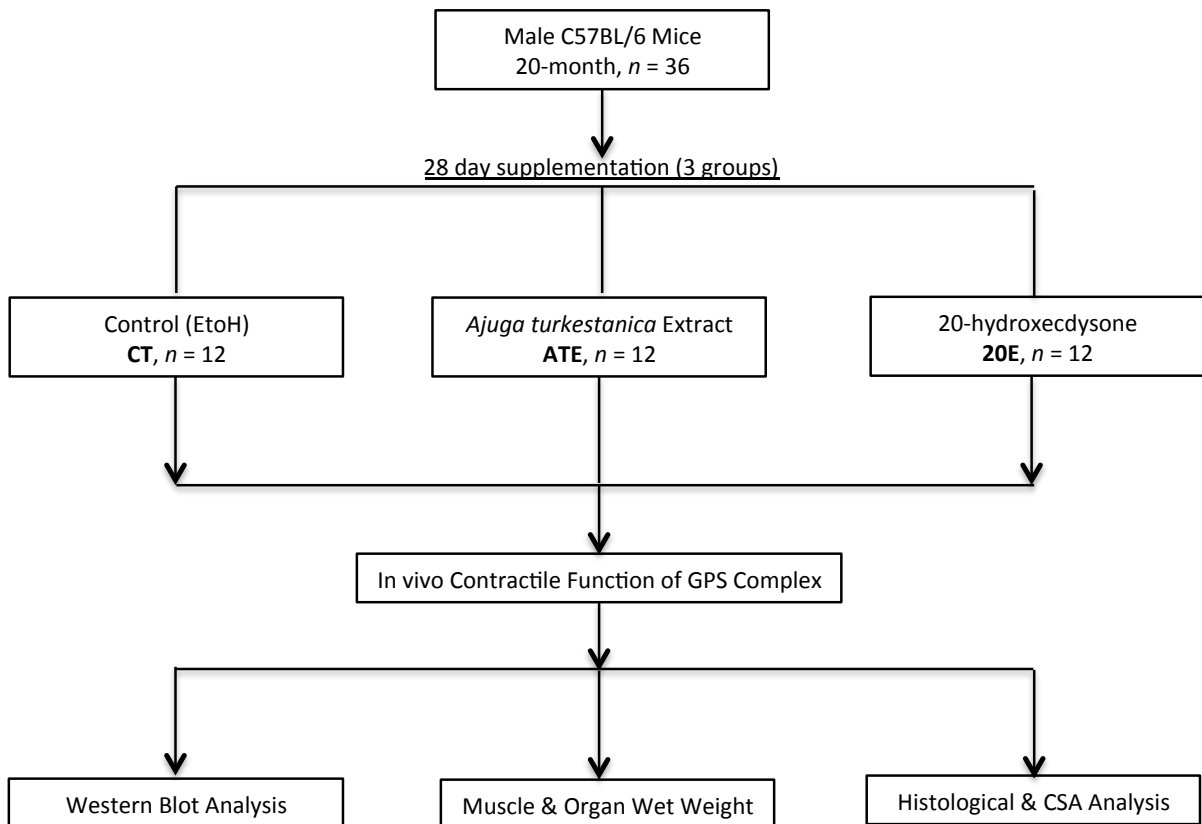 Male C57BL/6 Mice
20-month, n = 36
28 day supplementation (3 groups)
Control (EtoH)
CT, n = 12
Ajuga turkestanica Extract
ATE, n = 12
20-hydroxecdysone
20E, n = 12
In vivo Contractile Function of GPS Complex
Western Blot Analysis
Muscle & Organ Wet Weight
Histological & CSA Analysis